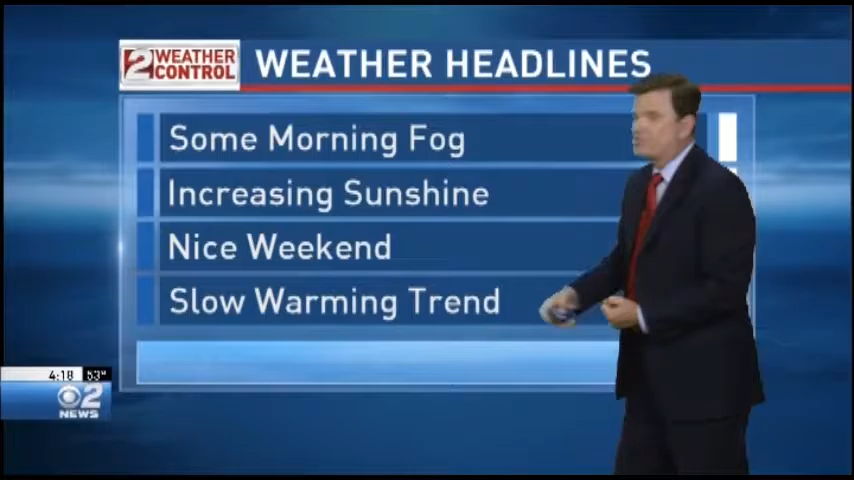 2 WEATHER
CONTROL
WEATHER HEADLINES
Some Morning Fog
Increasing Sunshine
Nice Weekend
Slow Warming Trend
4:18 53°
2
NEWS